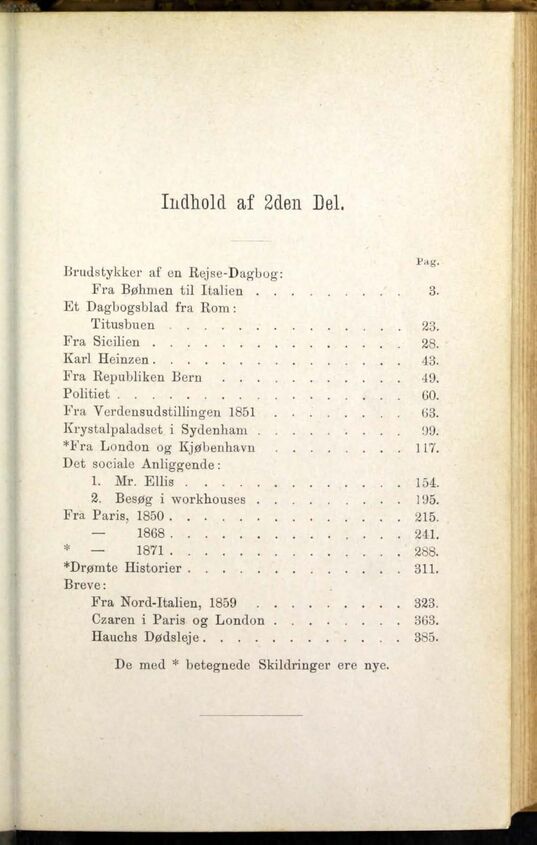 Indhold af 2den Del.
Pag.
Brudstykker af en Rejse-Dagbog:
Fra Bøhmen til Italien . . . . . . . . 3.
Et Dagbogsblad fra Rom:
Titusbuen . . . . . . . . . . . . . 23.
Fra Sicilien . . . . . . . . . . . . . . 28.
Karl Heinzen . . . . . . . . . . . . . . 43.
Fra Republiken Bern . . . . . . . . . . 49.
Politiet . . . . . . . . . . . . . . . . 60.
Fra Verdensudstillingen 1851 . . . . . . . 63.
Krystalpaladset i Sydenham . . . . . . . . 99.
*Fra London og Kjøbenhavn . . . . . . . 117.
Det sociale Anliggende:
1. Mr. Ellis . . . . . . . . . . . . 154.
2. Besøg i workhouses . . . . . . . . 195.
Fra Paris, 1850 . . . . . . . . . . . . . 215.
— 1868 . . . . . . . . . . . . . 241.
* — 1871 . . . . . . . . . . . . . 288.
*Drømte Historier . . . . . . . . . . . . 311.
Breve:
Fra Nord-Italien, 1859 . . . . . . . . . 323.
Czaren i Paris og London . . . . . . . 363.
Hauchs Dødsleje . . . . . . . . . . . . 385.
De med * betegnede Skildringer ere nye.